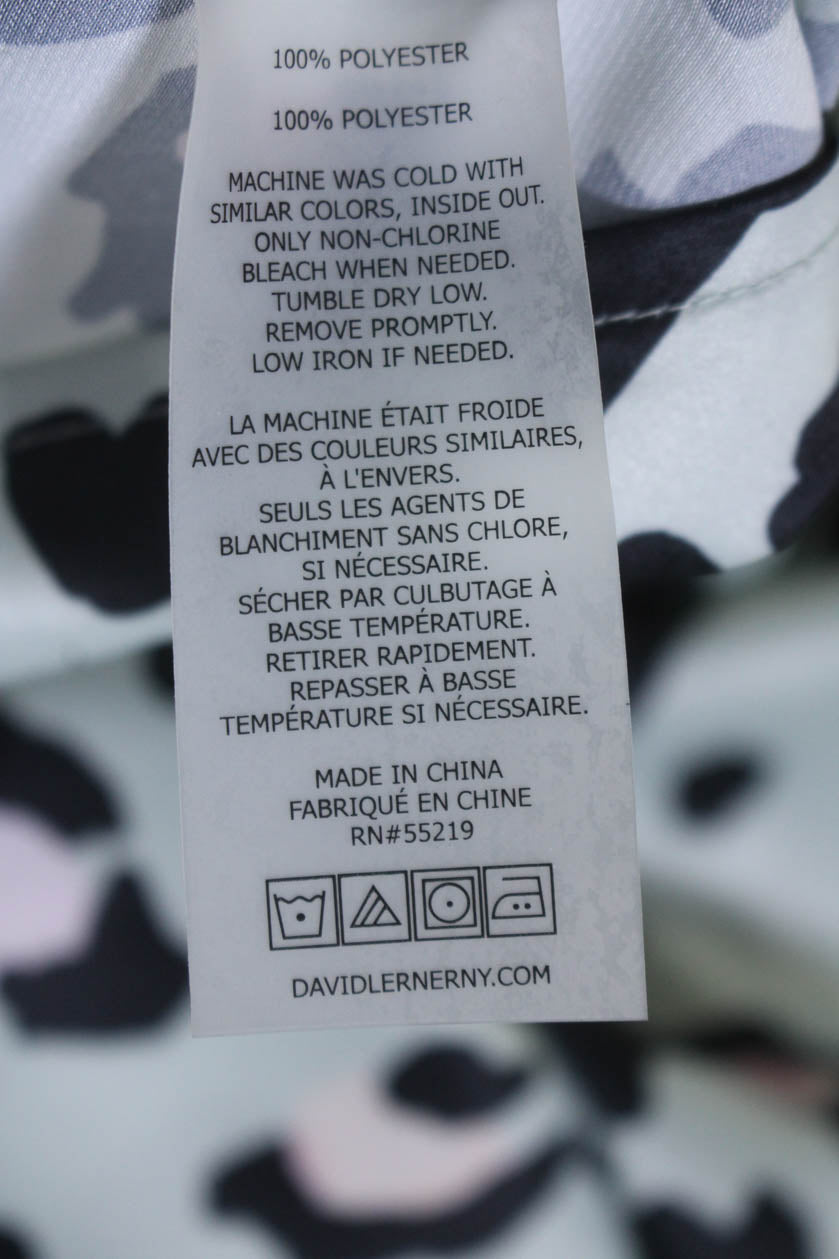 100% POLYESTER
100% POLYESTER
MACHINE WAS COLD WITH
SIMILAR COLORS, INSIDE OUT.
ONLY NON-CHLORINE
BLEACH WHEN NEEDED.
TUMBLE DRY LOW.
REMOVE PROMPTLY.
LOW IRON IF NEEDED.
LA MACHINE ÉTAIT FROIDE
AVEC DES COULEURS SIMILAIRES,
À L'ENVERS.
SEULS LES AGENTS DE
BLANCHIMENT SANS CHLORE,
SI NÉCESSAIRE.
SÉCHER PAR CULBUTAGE À
BASSE TEMPÉRATURE.
RETIRER RAPIDEMENT.
REPASSER À BASSE
TEMPÉRATURE SI NÉCESSAIRE.
MADE IN CHINA
FABRIQUÉ EN CHINE
RN#55219
DAVIDLERNERNY.COM